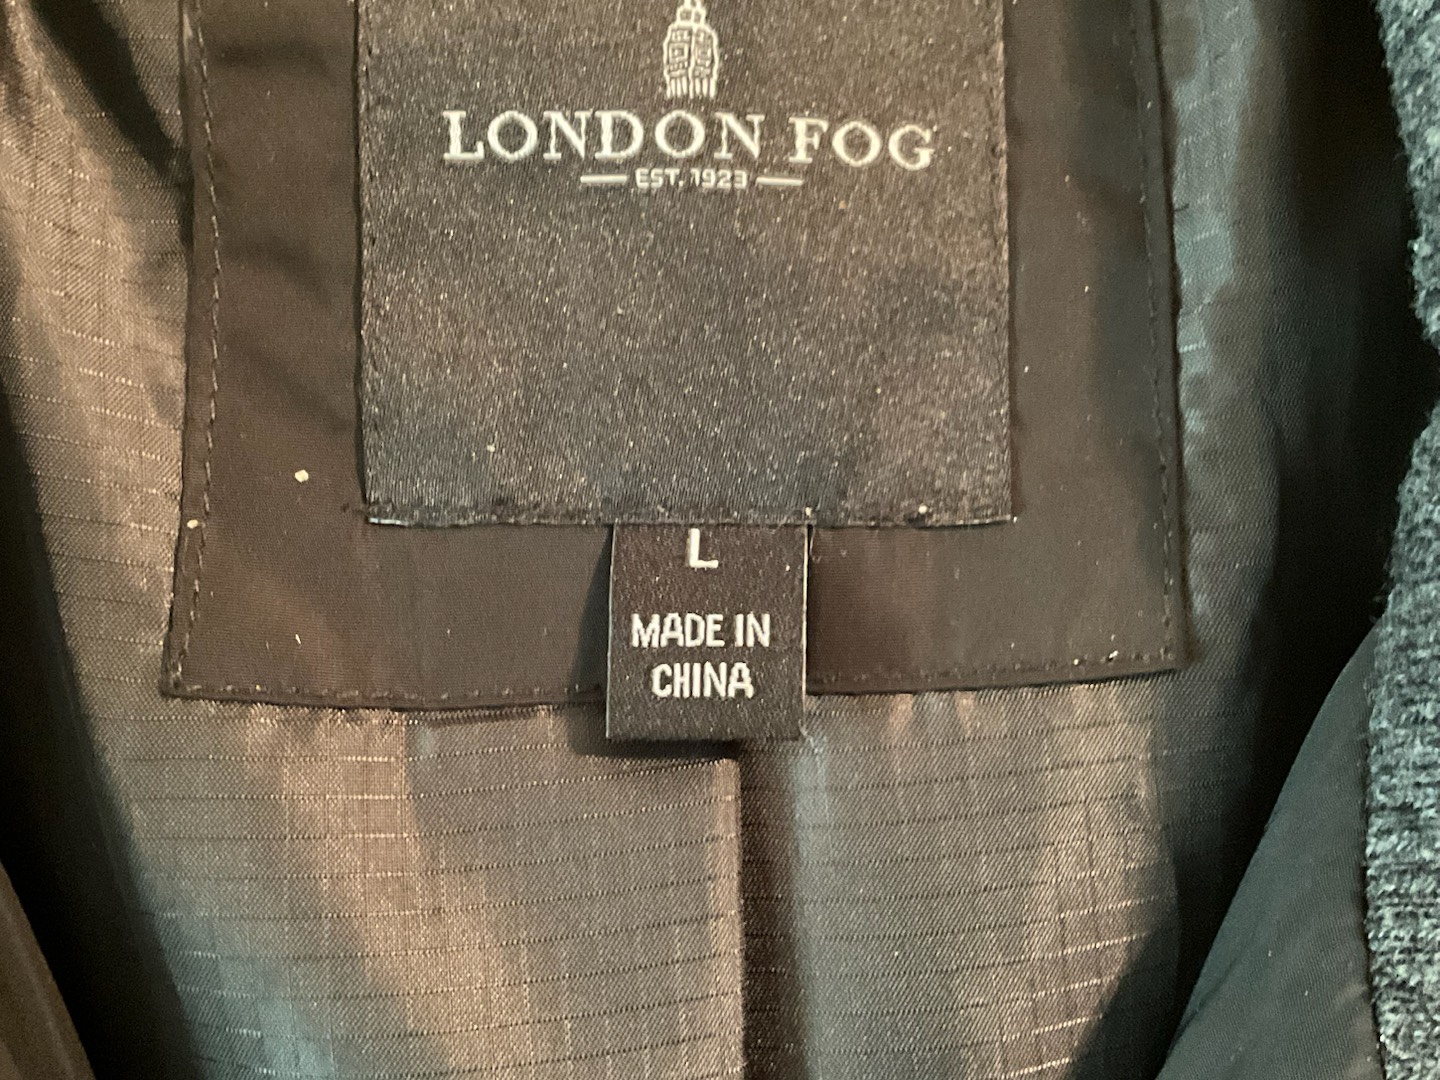 LONDON FOG
EST. 1923
L
MADE IN
CHINA